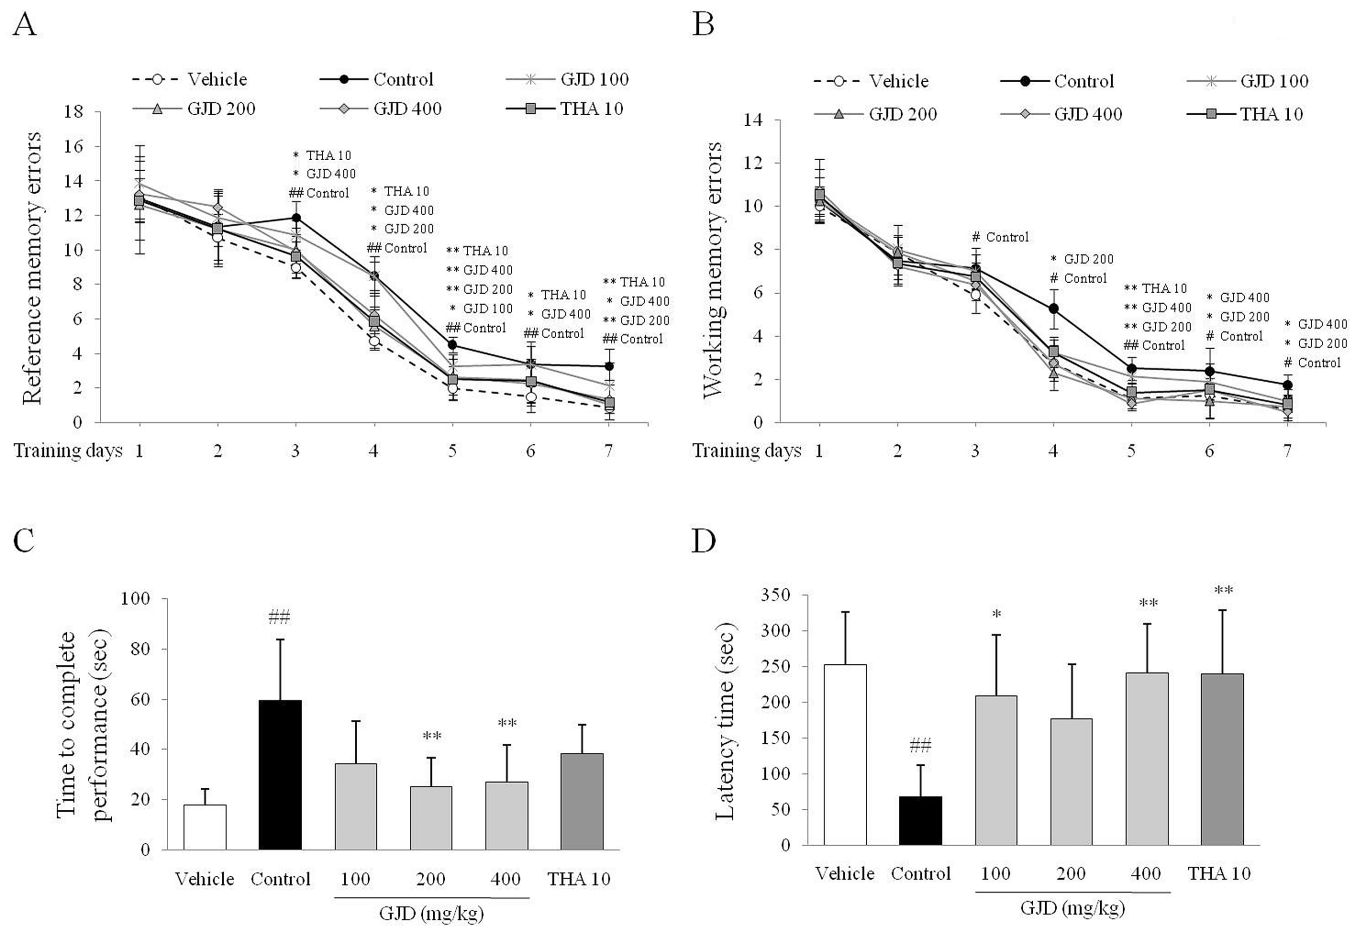 A
Vehicle Control GJD 100
GJD 200 GJD 400 THA 10
Reference memory errors
18
16
14
12
10
8
6
4
2
0
* THA 10
* GJD 400
## Control
* THA 10
* GJD 400
* GJD 200
## Control
** THA 10
** GJD 400
** GJD 200
* GJD 100
## Control
* THA 10
* GJD 400
## Control
** THA 10
* GJD 400
** GJD 200
## Control
Training days 1 2 3 4 5 6 7
B
Vehicle Control GJD 100
GJD 200 GJD 400 THA 10
Working memory errors
14
12
10
8
6
4
2
0
# Control
* GJD 200
# Control
** THA 10
** GJD 400
** GJD 200
## Control
* GJD 400
* GJD 200
# Control
* GJD 400
* GJD 200
# Control
Training days 1 2 3 4 5 6 7
C
Time to complete
performance (sec)
100
80
60
40
20
0
##
**
**
Vehicle Control 100 200 400 THA 10
GJD (mg/kg)
D
Latency time (sec)
350
300
250
200
150
100
50
0
##
*
**
**
Vehicle Control 100 200 400 THA 10
GJD (mg/kg)